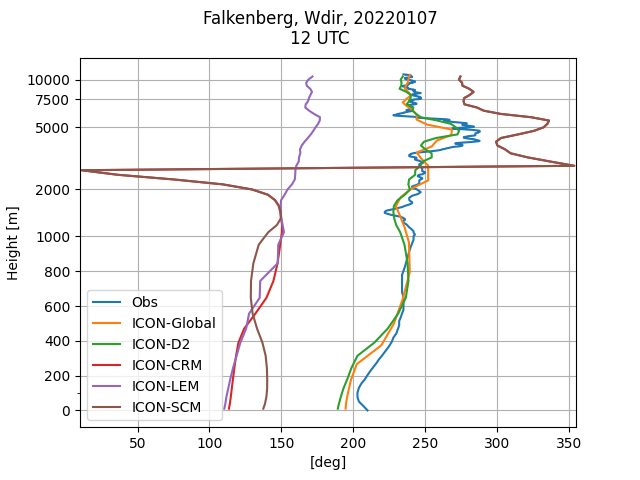 Falkenberg, Wdir, 20220107
12 UTC
Height [m]
10000
7500
5000
2000
1000
800
600
400
200
0
Obs
ICON-Global
ICON-D2
ICON-CRM
ICON-LEM
ICON-SCM
50 100 150 200 250 300 350
[deg]